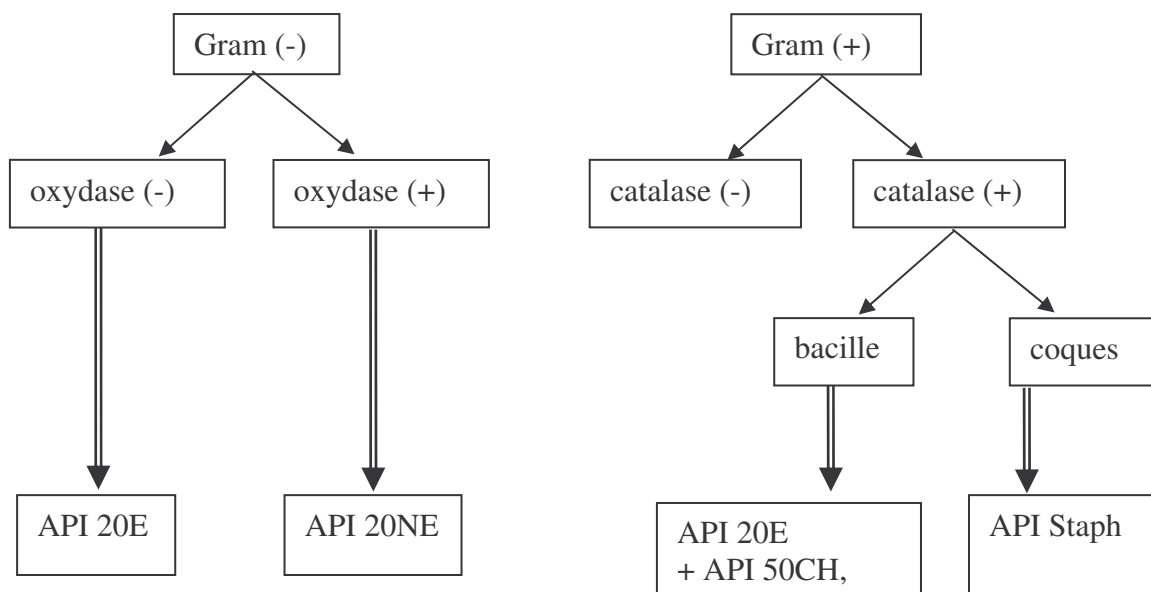 Gram (-)
Gram (+)
oxydase (-)
oxydase (+)
catalase (-)
catalase (+)
bacille
coques
API 20E
API 20NE
API 20E
+ API 50CH,
API Staph